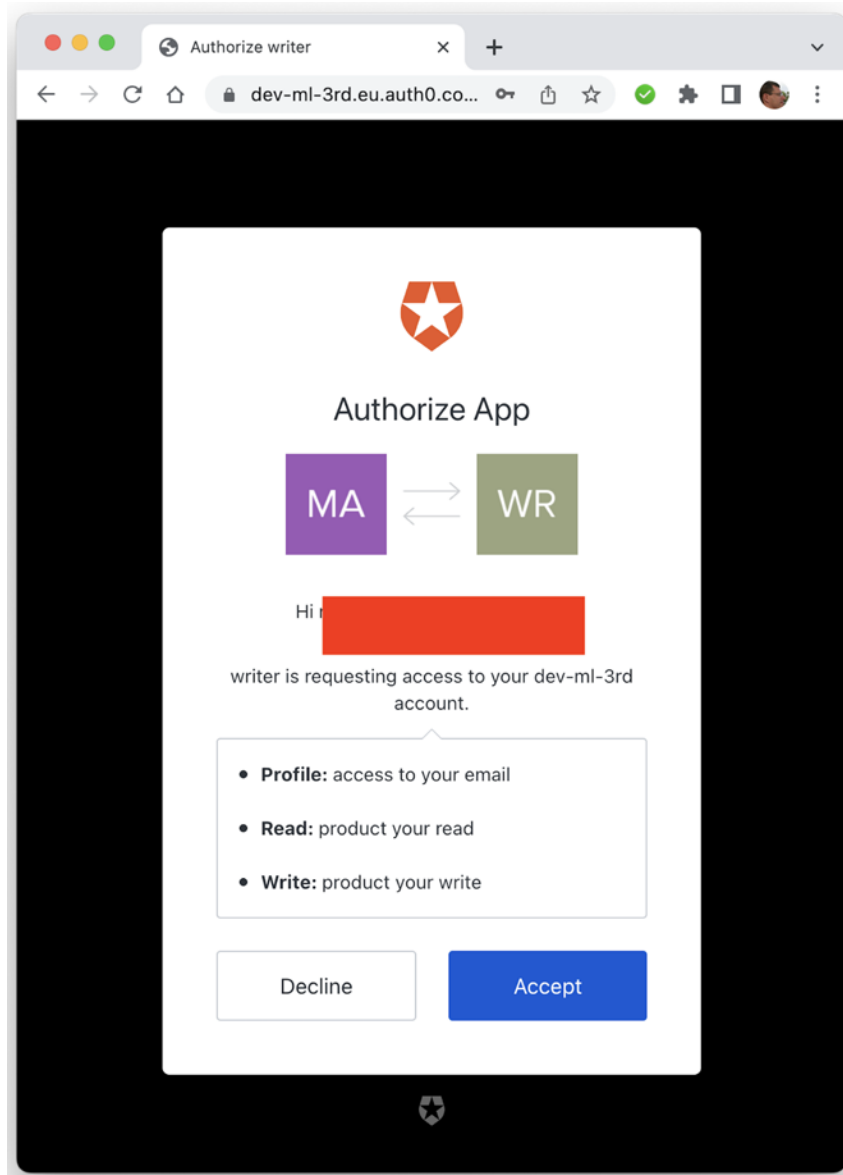 Authorize writer
dev-ml-3rd.eu.auth0.co...
Authorize App
MA
WR
Hi
writer is requesting access to your dev-ml-3rd
account.
Profile: access to your email
Read: product your read
Write: product your write
Decline
Accept